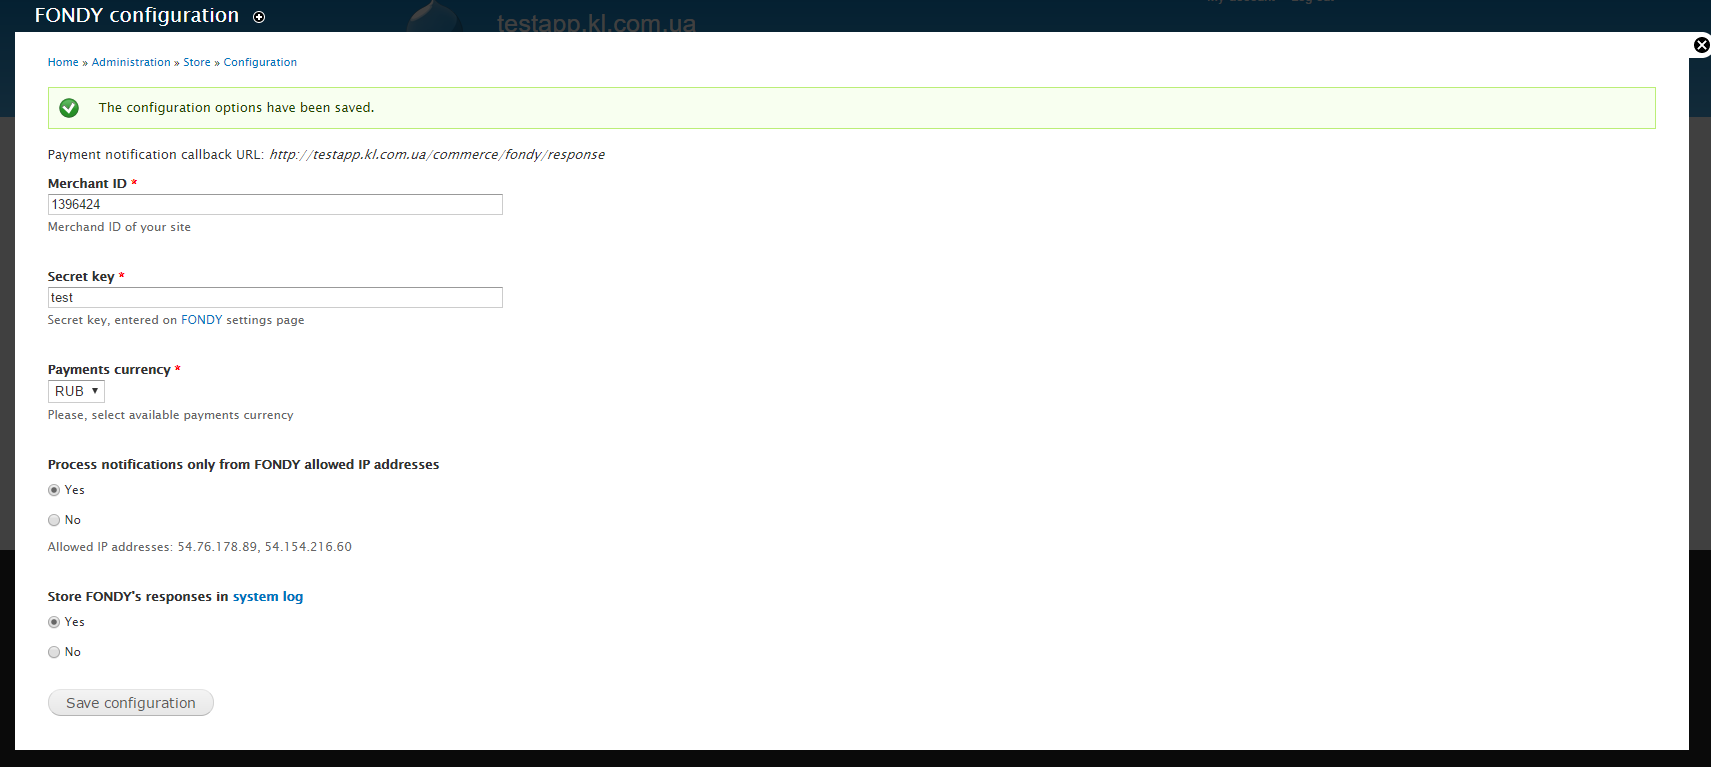 FONDY configuration
testapp.kl.com.ua
Home » Administration » Store » Configuration
The configuration options have been saved.
Payment notification callback URL: http://testapp.kl.com.ua/commerce/fondy/response
Merchant ID *
1396424
Merchand ID of your site
Secret key *
test
Secret key, entered on FONDY settings page
Payments currency *
RUB
Please, select available payments currency
Process notifications only from FONDY allowed IP addresses
Yes
No
Allowed IP addresses: 54.76.178.89, 54.154.216.60
Store FONDY's responses in system log
Yes
No
Save configuration